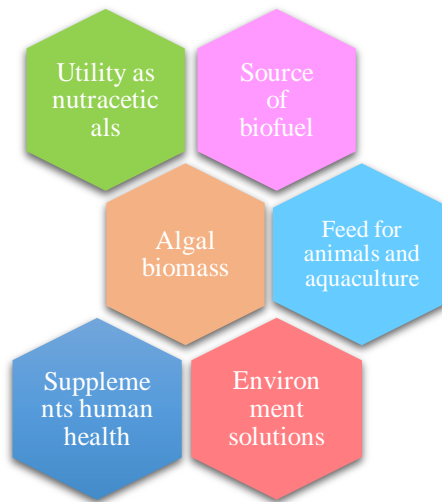 Utility as
nutracetic
als
Source
of
biofuel
Algal
biomass
Feed for
animals and
aquaculture
Suppleme
nts human
health
Environ
ment
solutions